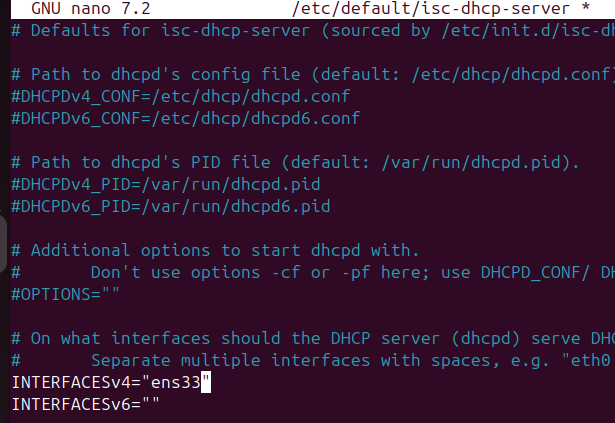 GNU nano 7.2 /etc/default/isc-dhcp-server *
# Defaults for isc-dhcp-server (sourced by /etc/init.d/isc-dh
# Path to dhcpd's config file (default: /etc/dhcp/dhcpd.conf)
#DHCPDv4_CONF=/etc/dhcp/dhcpd.conf
#DHCPDv6_CONF=/etc/dhcp/dhcpd6.conf
# Path to dhcpd's PID file (default: /var/run/dhcpd.pid).
#DHCPDv4_PID=/var/run/dhcpd.pid
#DHCPDv6_PID=/var/run/dhcpd6.pid
# Additional options to start dhcpd with.
#       Don't use options -cf or -pf here; use DHCPD_CONF/ DH
#OPTIONS=""
# On what interfaces should the DHCP server (dhcpd) serve DHC
#       Separate multiple interfaces with spaces, e.g. "eth0
INTERFACESv4="ens33"
INTERFACESv6=""